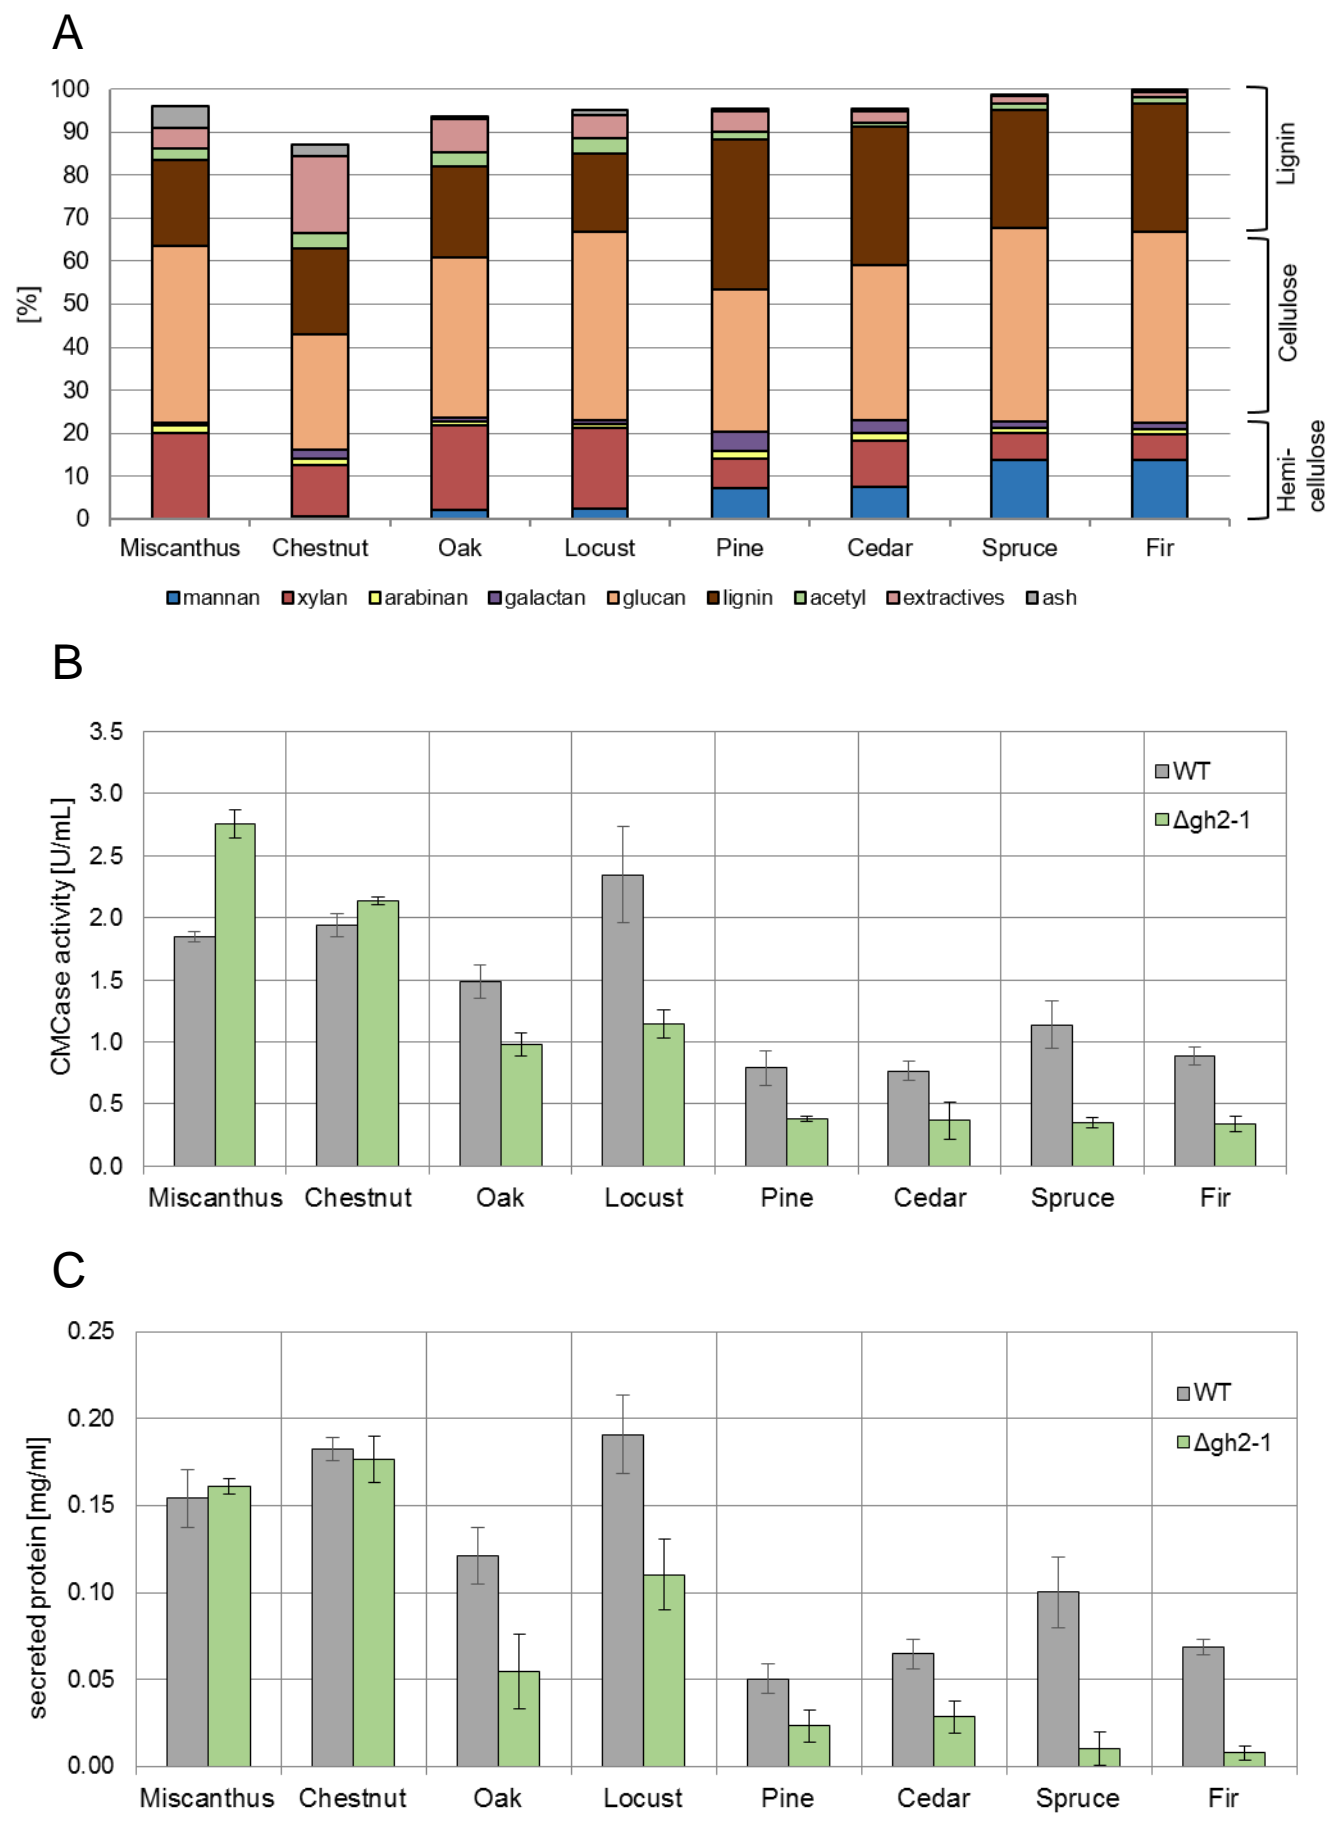 A
100
90
80
70
60
50
40
30
20
10
0
[%]
Lignin
Cellulose
Hemi-
cellulose
Miscanthus Chestnut Oak Locust Pine Cedar Spruce Fir
mannan xylan arabinan galactan glucan lignin acetyl extractives ash
B
3.5
3.0
2.5
2.0
1.5
1.0
0.5
0.0
CMCase activity [U/mL]
WT
Δgh2-1
Miscanthus Chestnut Oak Locust Pine Cedar Spruce Fir
C
0.25
0.20
0.15
0.10
0.05
0.00
secreted protein [mg/ml]
WT
Δgh2-1
Miscanthus Chestnut Oak Locust Pine Cedar Spruce Fir